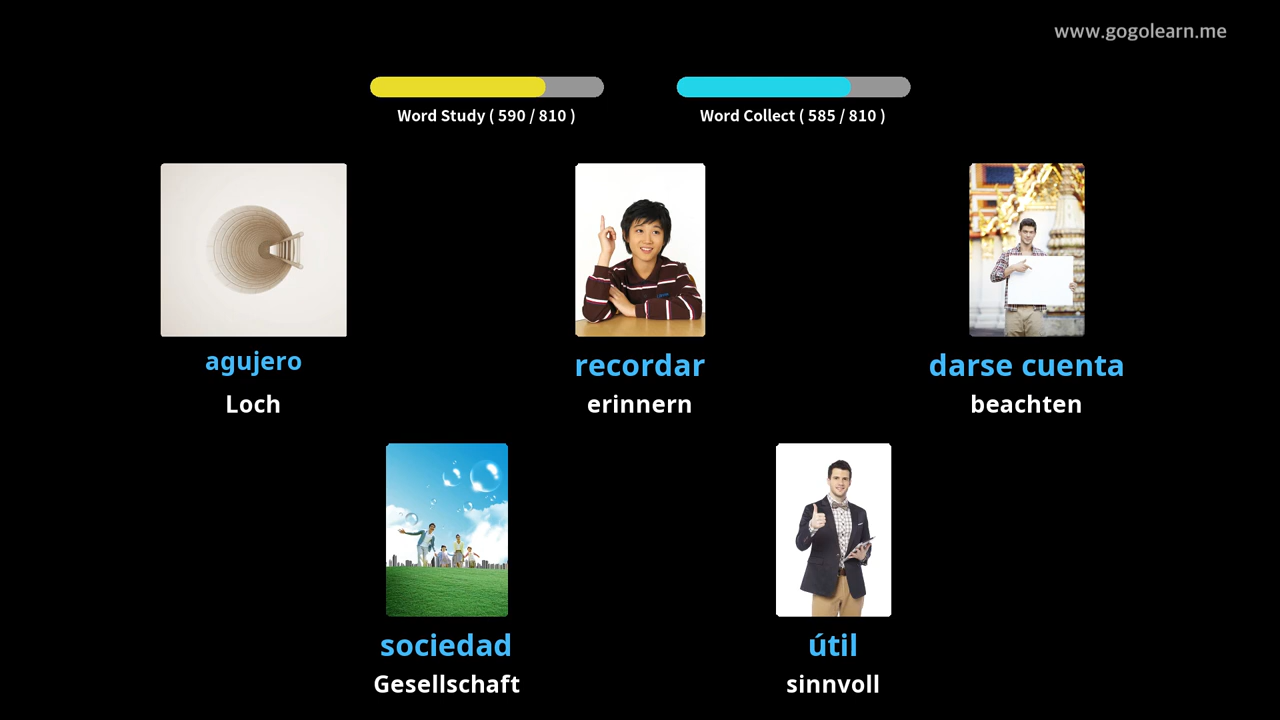 www.gogolearn.me
Word Study ( 590 / 810 )
Word Collect ( 585 / 810 )
agujero
Loch
recordar
erinnern
darse cuenta
beachten
sociedad
Gesellschaft
útil
sinnvoll